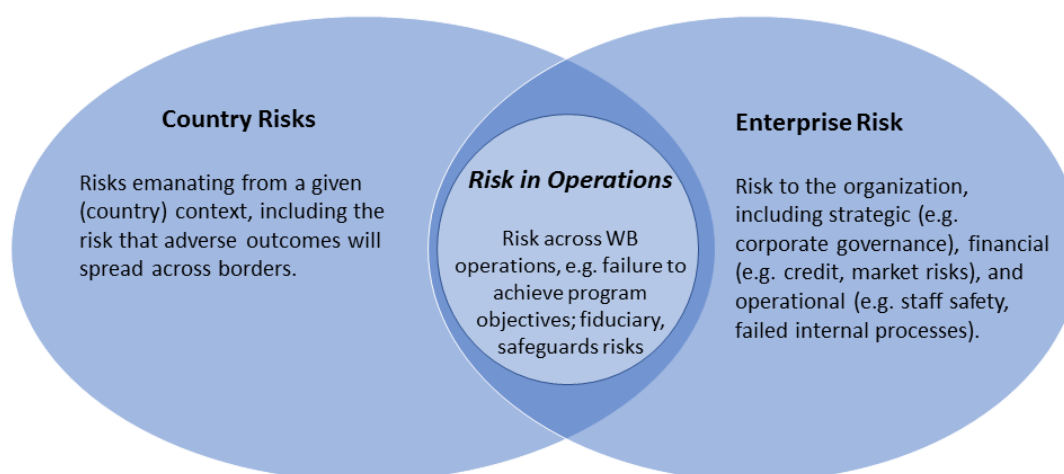 Country Risks
Risks emanating from a given
(country) context, including the
risk that adverse outcomes will
spread across borders.
Risk in Operations
Risk across WB
operations, e.g. failure to
achieve program
objectives; fiduciary,
safeguards risks
Enterprise Risk
Risk to the organization,
including strategic (e.g.
corporate governance), financial
(e.g. credit, market risks), and
operational (e.g. staff safety,
failed internal processes).